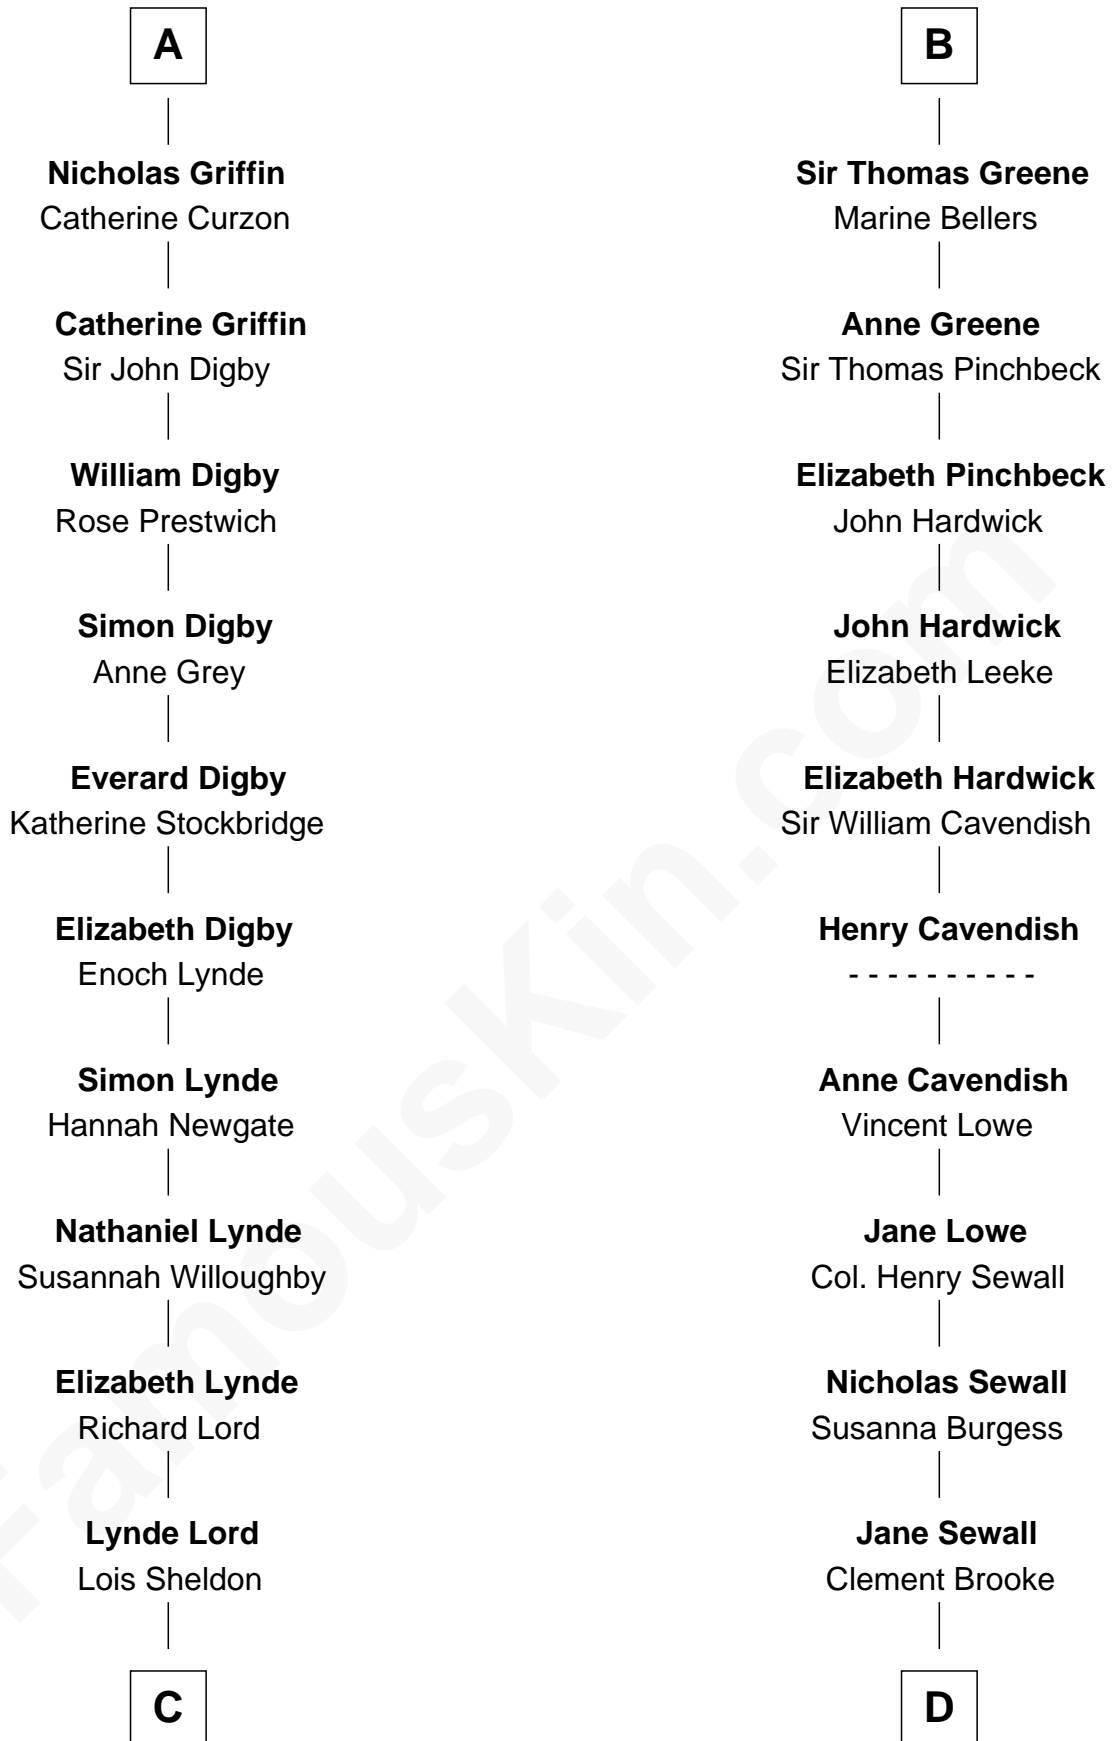 A
Nicholas Griffin
Catherine Curzon
Catherine Griffin
Sir John Digby
William Digby
Rose Prestwich
Simon Digby
Anne Grey
Everard Digby
Katherine Stockbridge
Elizabeth Digby
Enoch Lynde
Simon Lynde
Hannah Newgate
Nathaniel Lynde
Susannah Willoughby
Elizabeth Lynde
Richard Lord
Lynde Lord
Lois Sheldon
C
B
Sir Thomas Greene
Marine Bellers
Anne Greene
Sir Thomas Pinchbeck
Elizabeth Pinchbeck
John Hardwick
John Hardwick
Elizabeth Leeke
Elizabeth Hardwick
Sir William Cavendish
Henry Cavendish
- - - - - - - - - -
Anne Cavendish
Vincent Lowe
Jane Lowe
Col. Henry Sewall
Nicholas Sewall
Susanna Burgess
Jane Sewall
Clement Brooke
D
FamousKin.com